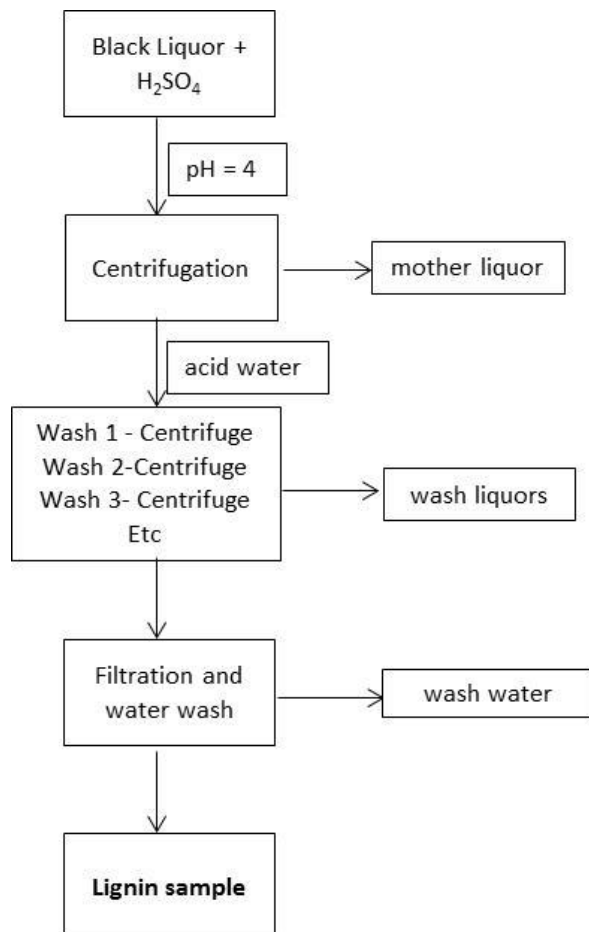 Black Liquor +
H₂SO₄
pH = 4
Centrifugation
mother liquor
acid water
Wash 1 - Centrifuge
Wash 2-Centrifuge
Wash 3- Centrifuge
Etc
wash liquors
Filtration and
water wash
wash water
Lignin sample